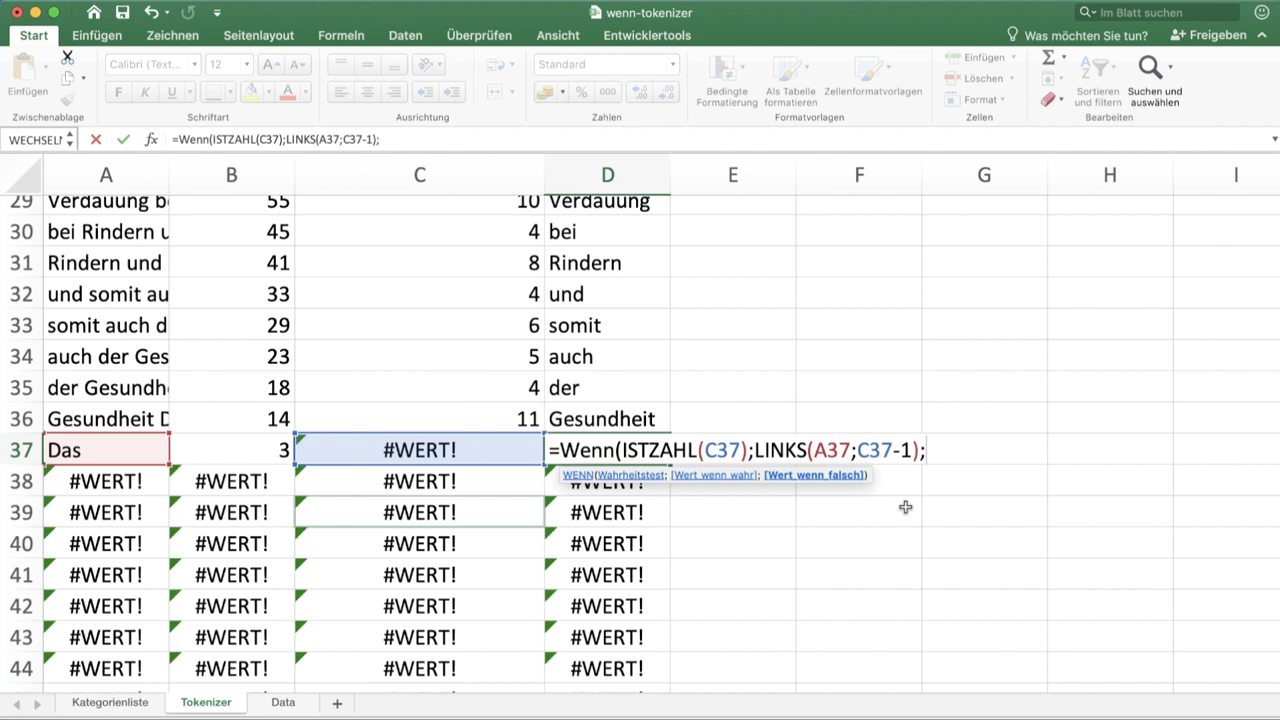 wenn-tokenizer
Im Blatt suchen
Start Einfügen Zeichnen Seitenlayout Formeln Daten Überprüfen Ansicht Entwicklertools Was möchten Sie tun? Freigeben
Einfügen
Zwischenablage
Calibri (Text... 12
F K U
Schriftart
Ausrichtung
Standard
% 000
Zahlen
Bedingte Formatierung
Als Tabelle formatieren
Zellenformatvorlagen
Formatvorlagen
Einfügen
Löschen
Format
Zellen
Sortieren und filtern
Suchen und auswählen
Bearbeiten
WECHSELN fx =Wenn(ISTZAHL(C37);LINKS(A37;C37-1);
A B C D E F G H I
29 Verdauung b 55 10 Verdauung
30 bei Rindern u 45 4 bei
31 Rindern und 41 8 Rindern
32 und somit au 33 4 und
33 somit auch d 29 6 somit
34 auch der Ges 23 5 auch
35 der Gesundh 18 4 der
36 Gesundheit D 14 11 Gesundheit
37 Das 3 #WERT! =Wenn(ISTZAHL(C37);LINKS(A37;C37-1);
WENN(Wahrheitstest; [Wert_wenn_wahr]; [Wert_wenn_falsch])
38 #WERT! #WERT! #WERT! #WERT!
39 #WERT! #WERT! #WERT! #WERT!
40 #WERT! #WERT! #WERT! #WERT!
41 #WERT! #WERT! #WERT! #WERT!
42 #WERT! #WERT! #WERT! #WERT!
43 #WERT! #WERT! #WERT! #WERT!
44 #WERT! #WERT! #WERT! #WERT!
Kategorienliste Tokenizer Data +